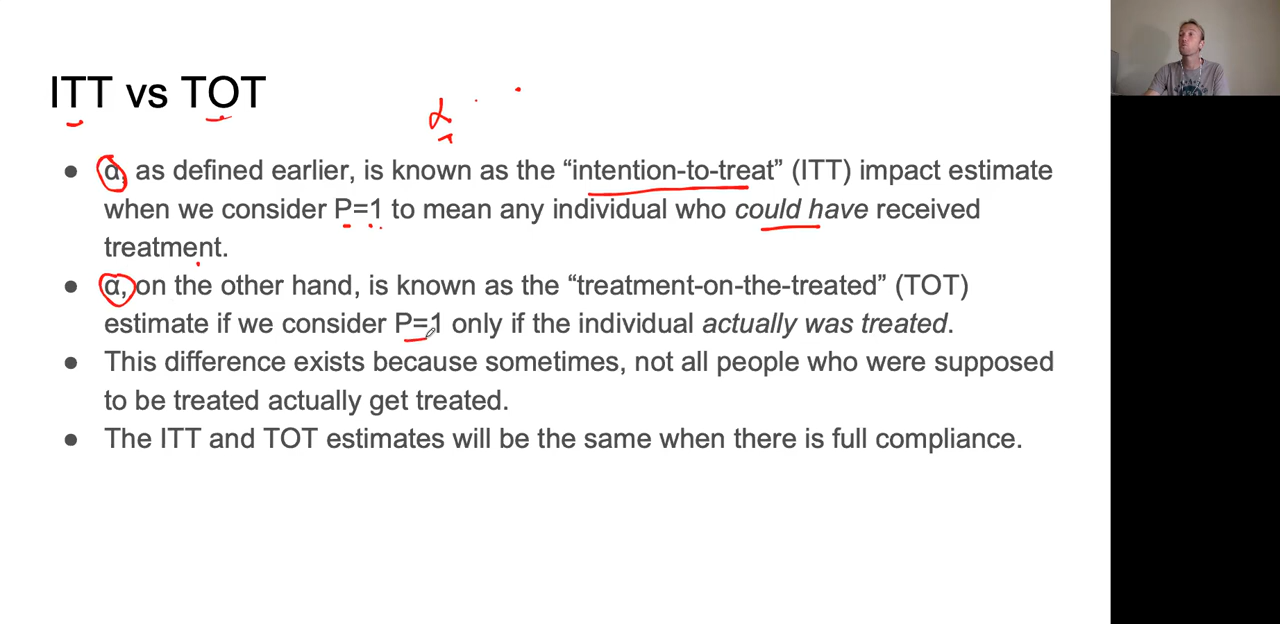 ITT vs TOT
α
● α, as defined earlier, is known as the “intention-to-treat” (ITT) impact estimate
when we consider P=1 to mean any individual who could have received
treatment.
● α, on the other hand, is known as the “treatment-on-the-treated” (TOT)
estimate if we consider P=1 only if the individual actually was treated.
● This difference exists because sometimes, not all people who were supposed
to be treated actually get treated.
● The ITT and TOT estimates will be the same when there is full compliance.